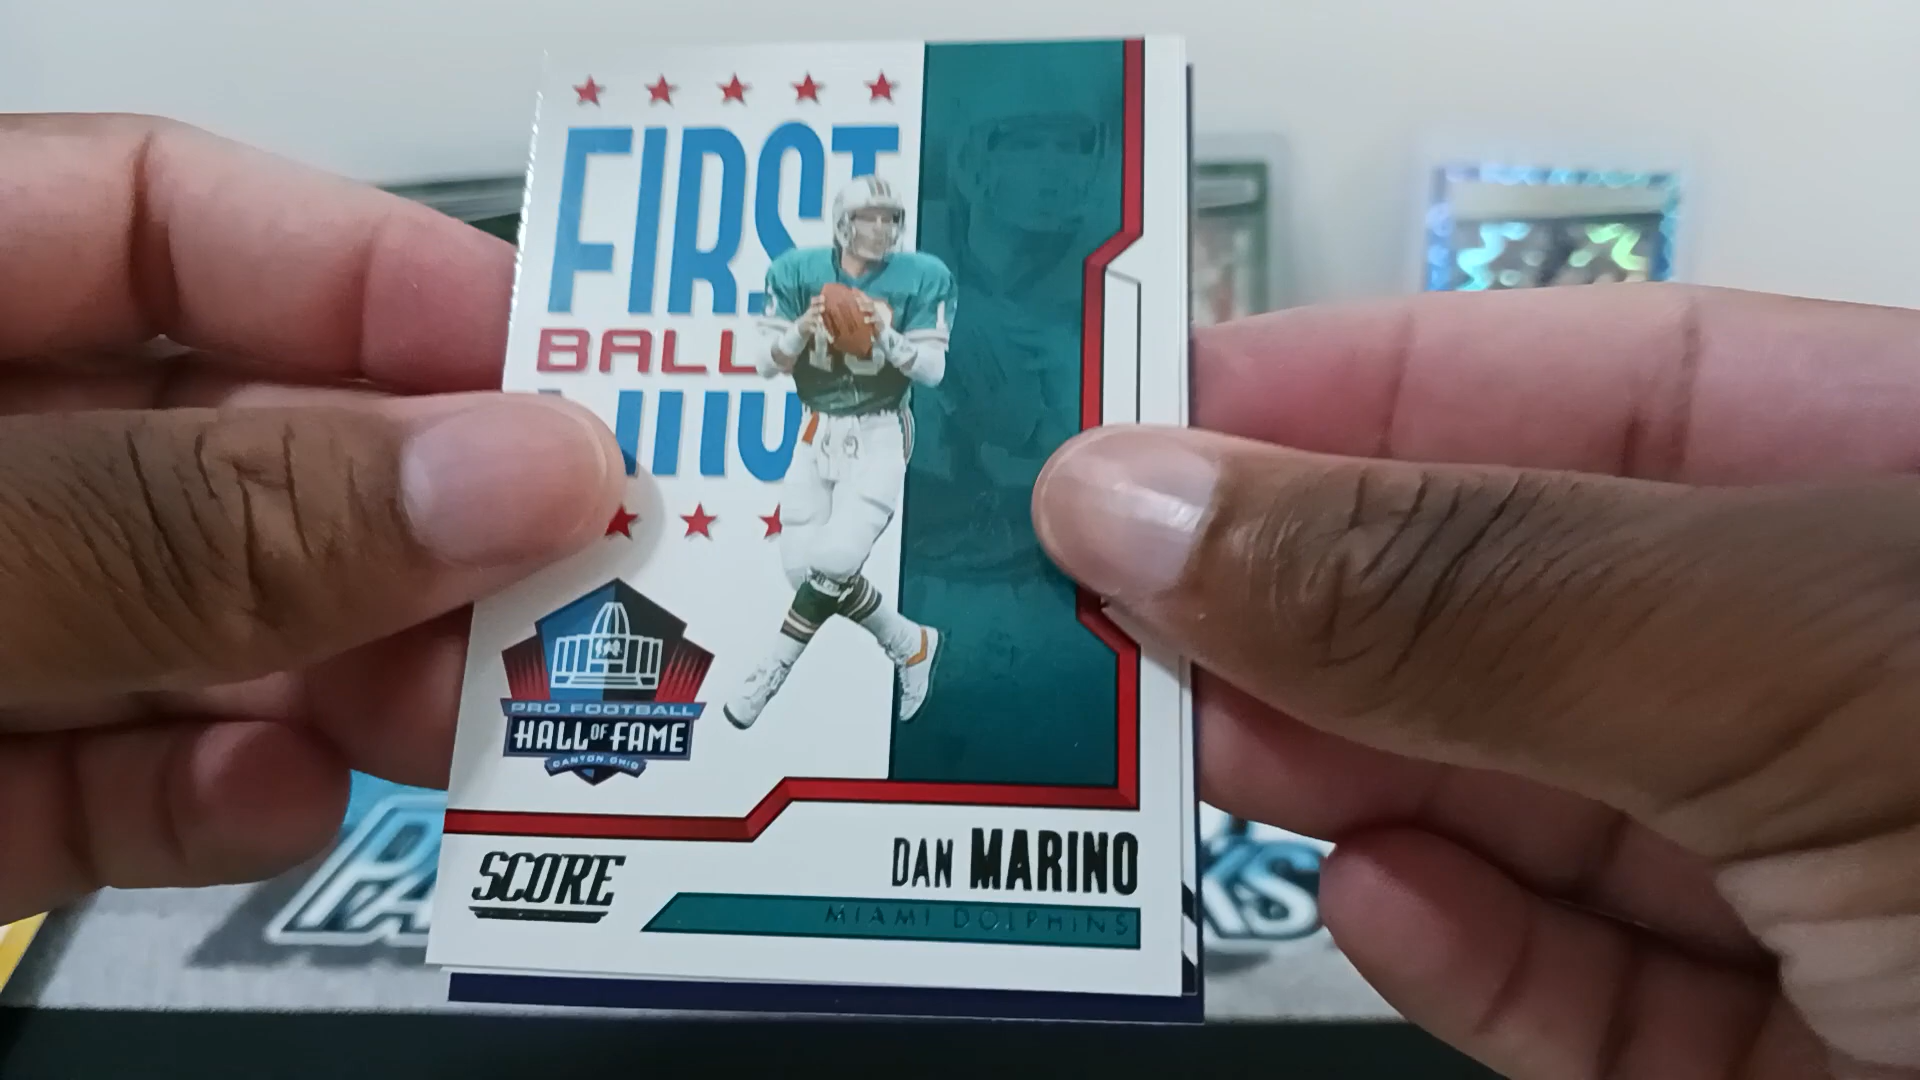 FIRST
BALL
PRO FOOTBALL
HALL OF FAME
CANTON OHIO
SCORE
DAN MARINO
MIAMI DOLPHINS